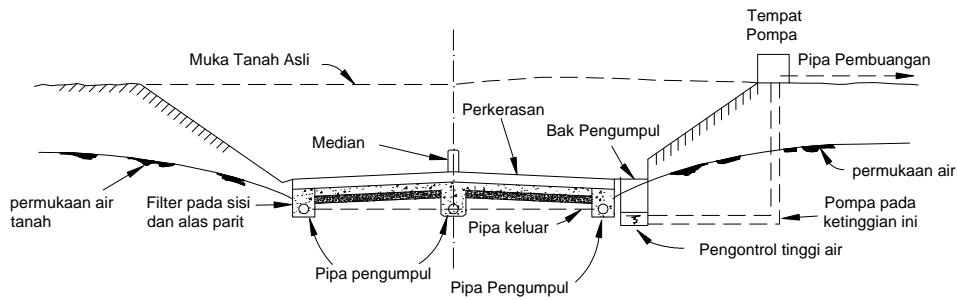 Tempat
Pompa
Muka Tanah Asli
Pipa Pembuangan
Perkerasan
Bak Pengumpul
Median
permukaan air
permukaan air
tanah
Filter pada sisi
dan alas parit
Pipa keluar
Pompa pada
ketinggian ini
Pengontrol tinggi air
Pipa pengumpul
Pipa Pengumpul